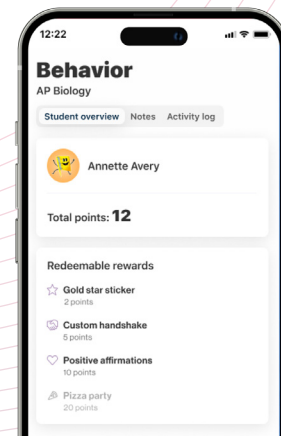 12:22
Behavior
AP Biology
Student overview Notes Activity log
Annette Avery
Total points: 12
Redeemable rewards
Gold star sticker
2 points
Custom handshake
5 points
Positive affirmations
10 points
Pizza party
20 points